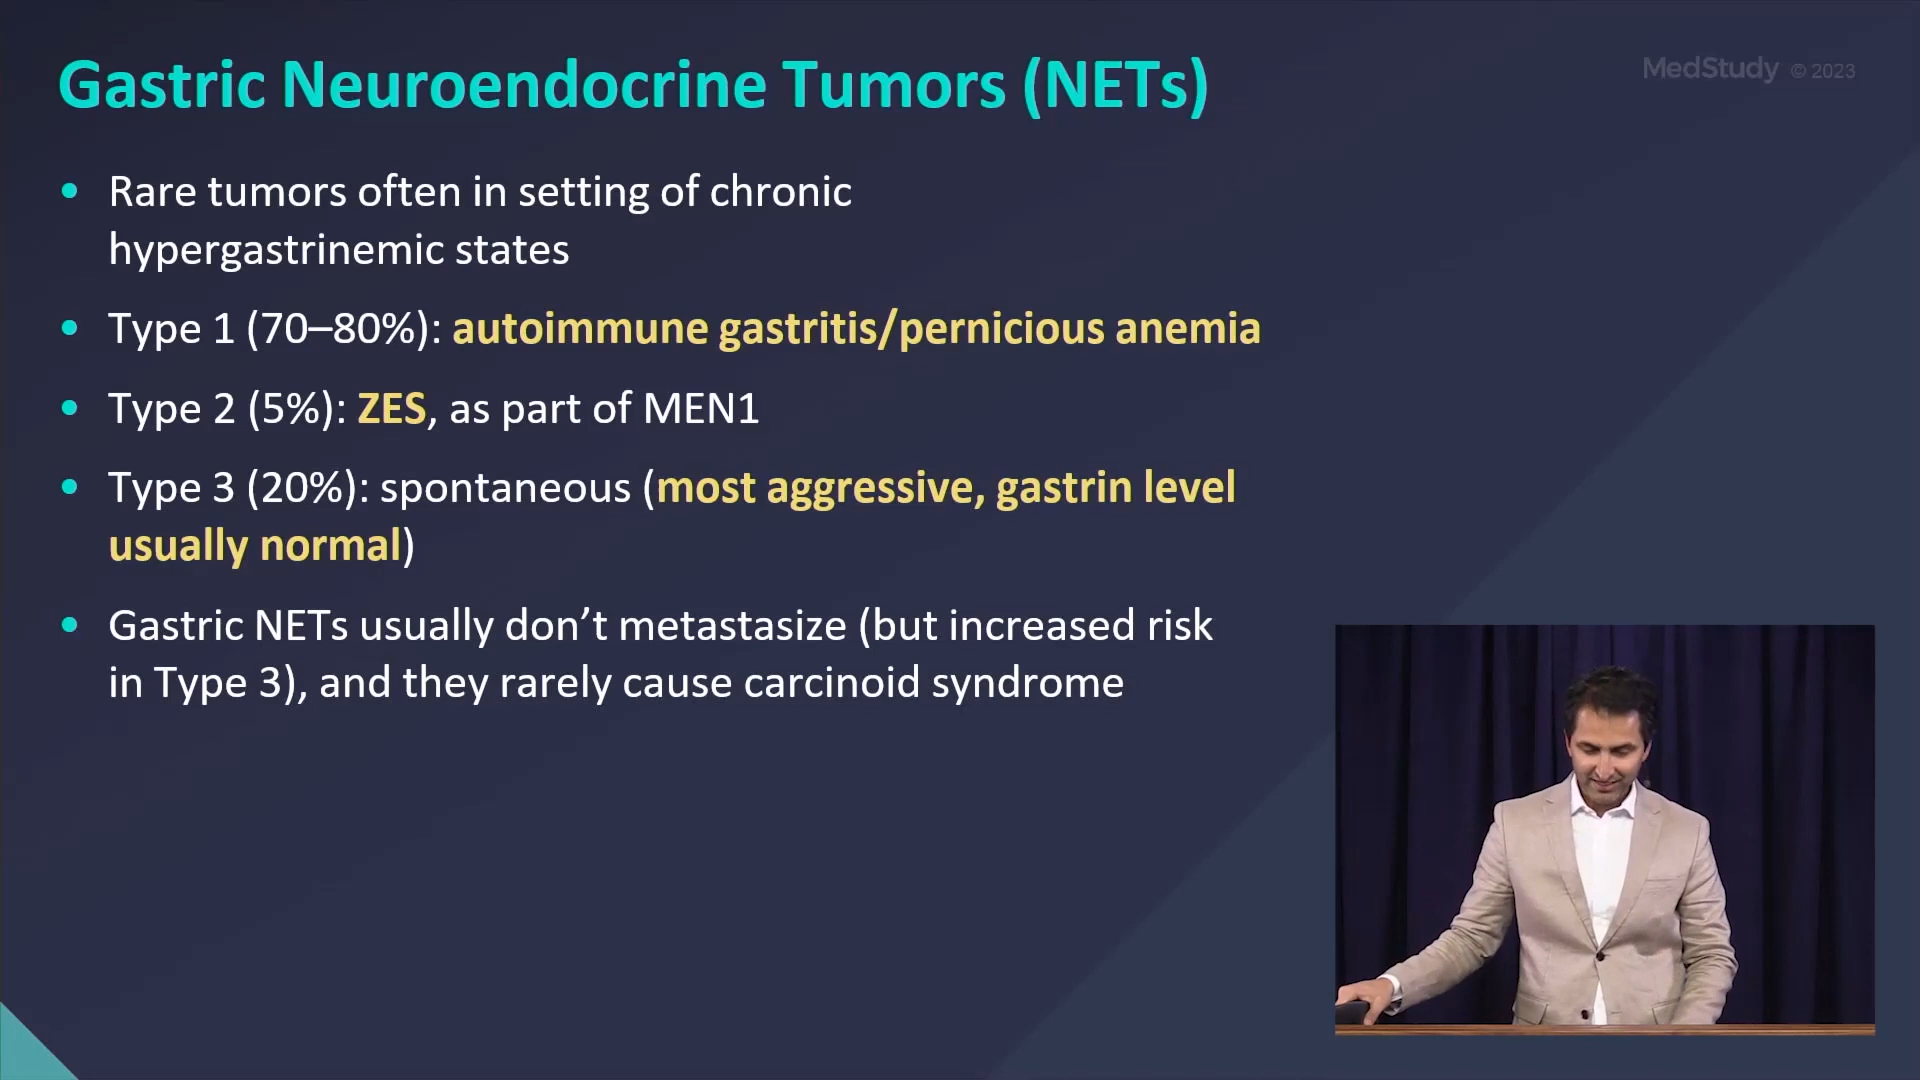 Gastric Neuroendocrine Tumors (NETs)
MedStudy © 2023
• Rare tumors often in setting of chronic
hypergastrinemic states
• Type 1 (70–80%): autoimmune gastritis/pernicious anemia
• Type 2 (5%): ZES, as part of MEN1
• Type 3 (20%): spontaneous (most aggressive, gastrin level
usually normal)
• Gastric NETs usually don’t metastasize (but increased risk
in Type 3), and they rarely cause carcinoid syndrome